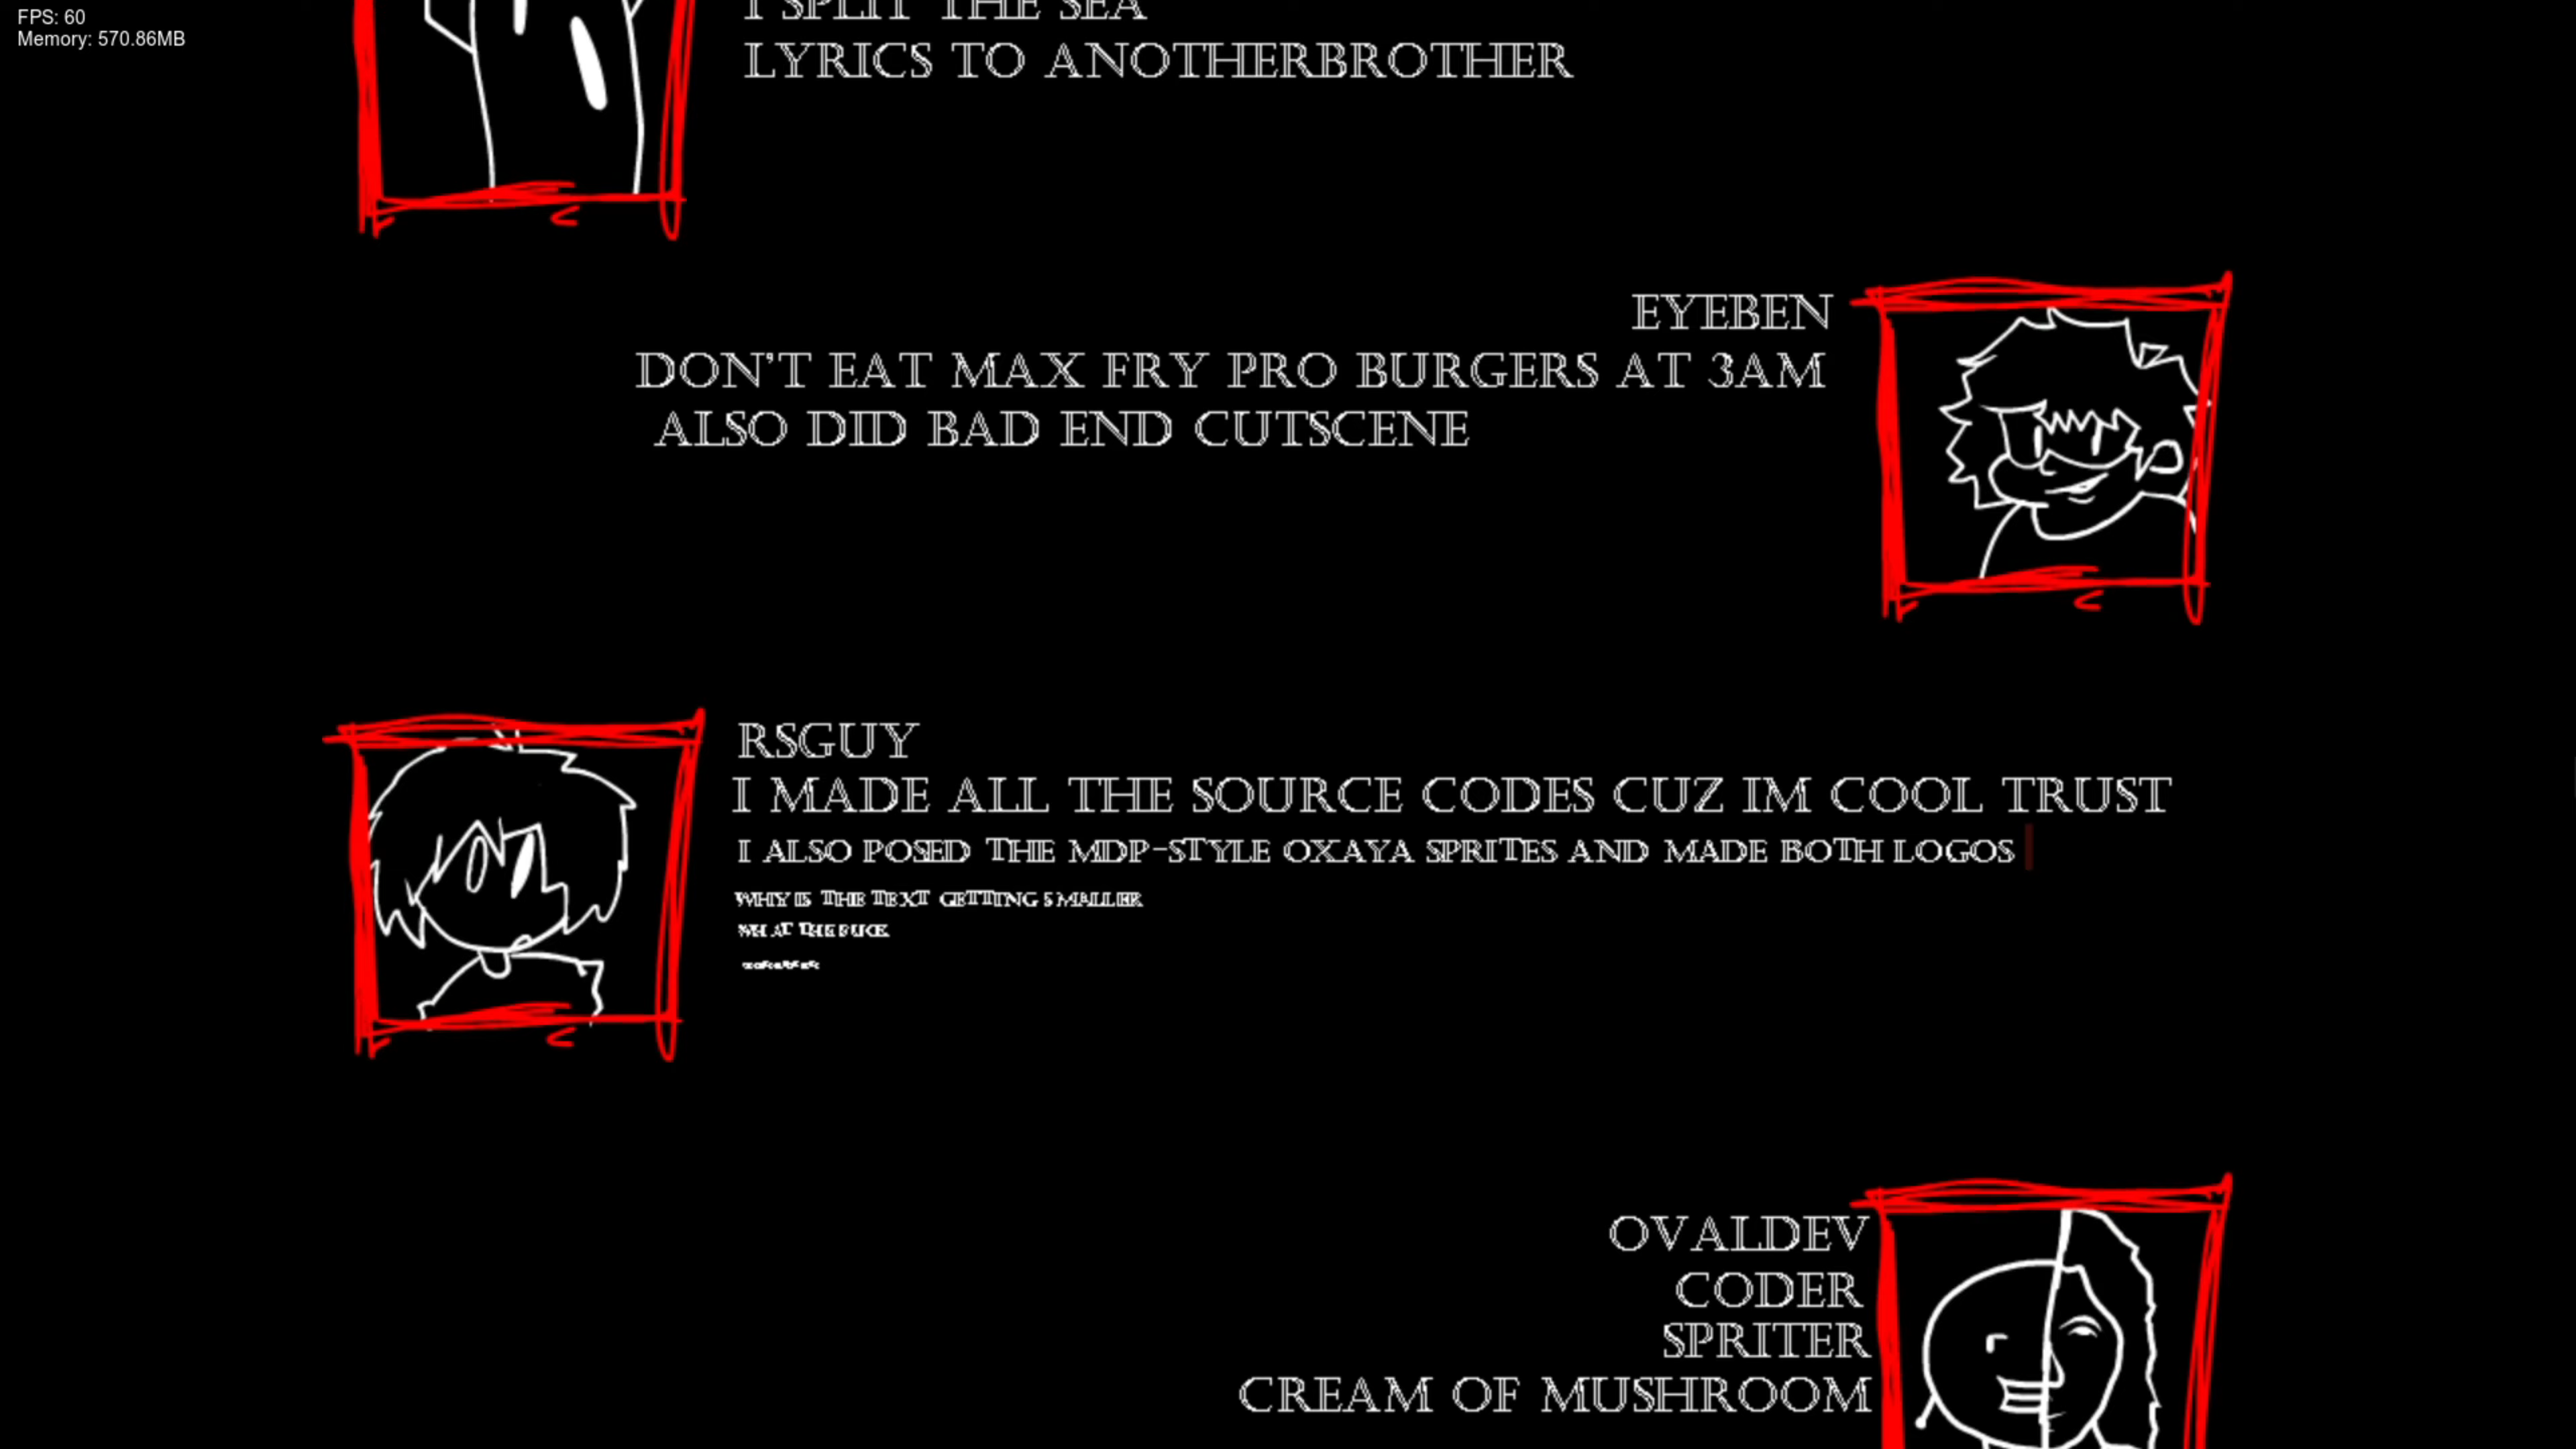 FPS: 60
Memory: 570.86MB
I SPLIT THE SEA
LYRICS TO ANOTHERBROTHER
EYEBEN
DON'T EAT MAX FRY PRO BURGERS AT 3AM
ALSO DID BAD END CUTSCENE
RSGUY
I MADE ALL THE SOURCE CODES CUZ IM COOL TRUST
I ALSO POSED THE MDP-STYLE OXAYA SPRITES AND MADE BOTH LOGOS
WHY IS THE TEXT GETTING SMALLER
WHAT THE FUCK
OVALDEV
CODER
SPRITER
CREAM OF MUSHROOM